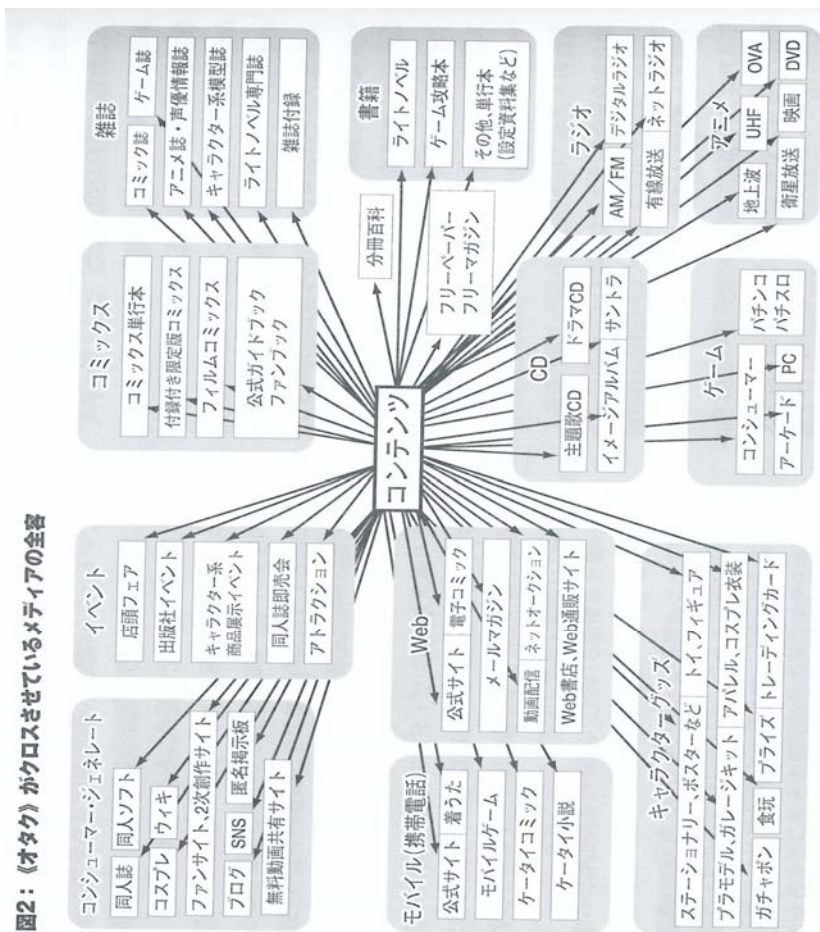 図2：《オタク》がクロスさせているメディアの全容
コンシューマー・ジェネレート
同人誌 同人ソフト
コスプレ ウィキ
ファンサイト、2次創作サイト
ブログ SNS 匿名掲示板
無料動画共有サイト
イベント
店頭フェア
出版社イベント
キャラクター系
商品展示イベント
同人誌即売会
アトラクション
コミックス
コミックス単行本
付録付き限定版コミックス
フィルムコミックス
公式ガイドブック
ファンブック
雑誌
コミック誌 ゲーム誌
アニメ誌・声優情報誌
キャラクター系模型誌
ライトノベル専門誌
雑誌付録
モバイル（携帯電話）
公式サイト 着うた
モバイルゲーム
ケータイコミック
ケータイ小説
Web
公式サイト 電子コミック
メールマガジン
動画配信 ネットオークション
Web書店、Web通販サイト
コンテンツ
分冊百科
フリーペーパー
フリーマガジン
書籍
ライトノベル
ゲーム攻略本
その他、単行本
（設定資料集など）
キャラクターグッズ
ステーショナリー、ポスターなど トイ、フィギュア
プラモデル、ガレージキット アパレル、コスプレ衣装
ガチャポン 食玩 プライズ トレーディングカード
CD
主題歌CD ドラマCD
イメージアルバム サントラ
ゲーム
コンシューマー パチンコ
パチスロ
アーケード PC
ラジオ
AM／FM デジタルラジオ
有線放送 ネットラジオ
アニメ
地上波 UHF OVA
衛星放送 映画 DVD